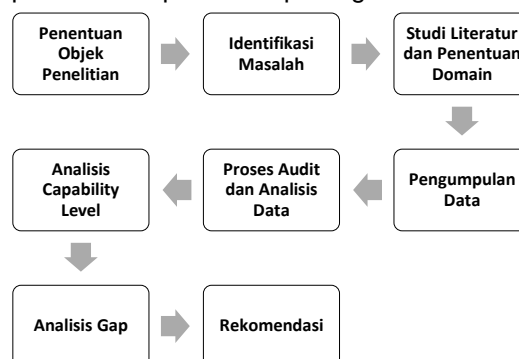 Penentuan
Objek
Penelitian
Identifikasi
Masalah
Studi Literatur
dan Penentuan
Domain
Pengumpulan
Data
Proses Audit
dan Analisis
Data
Analisis
Capability
Level
Analisis Gap
Rekomendasi